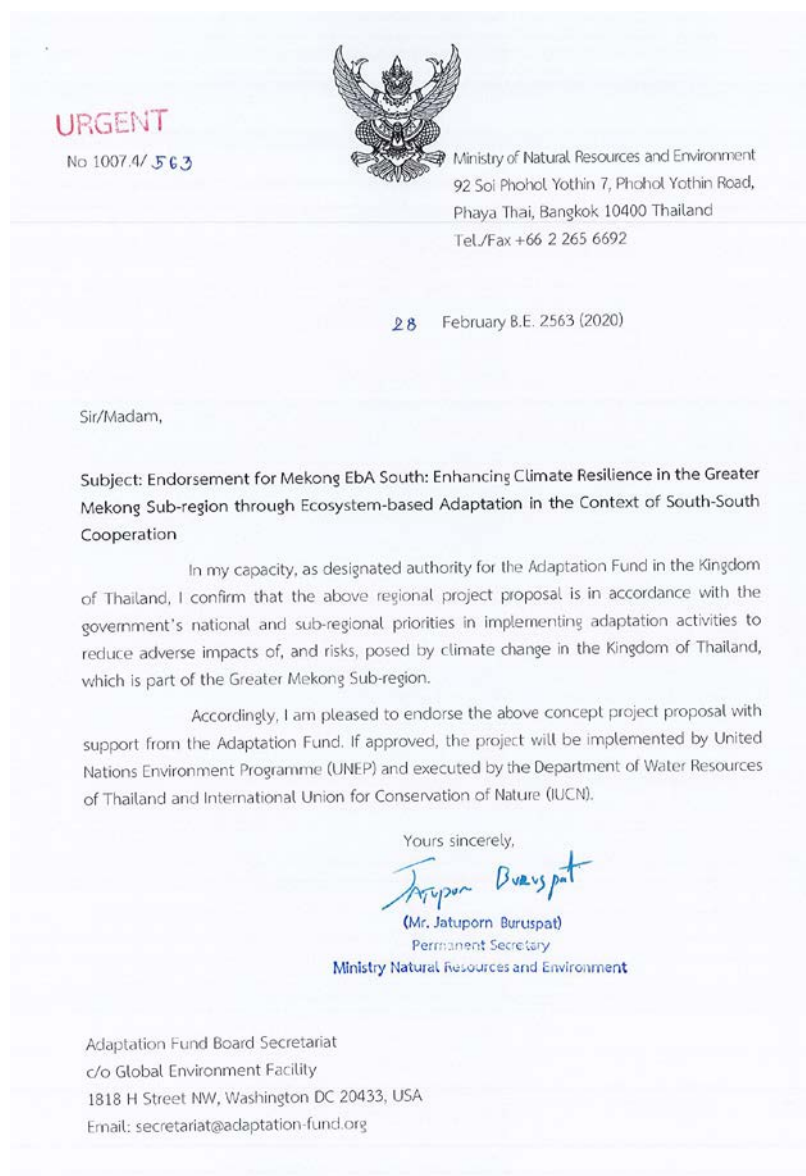 URGENT
No 1007.4/ 563
Ministry of Natural Resources and Environment
92 Soi Phohol Yothin 7, Phohol Yothin Road,
Phaya Thai, Bangkok 10400 Thailand
Tel./Fax +66 2 265 6692
28 February B.E. 2563 (2020)
Sir/Madam,
Subject: Endorsement for Mekong EbA South: Enhancing Climate Resilience in the Greater
Mekong Sub-region through Ecosystem-based Adaptation in the Context of South-South
Cooperation
In my capacity, as designated authority for the Adaptation Fund in the Kingdom
of Thailand, I confirm that the above regional project proposal is in accordance with the
government's national and sub-regional priorities in implementing adaptation activities to
reduce adverse impacts of, and risks, posed by climate change in the Kingdom of Thailand,
which is part of the Greater Mekong Sub-region.
Accordingly, I am pleased to endorse the above concept project proposal with
support from the Adaptation Fund. If approved, the project will be implemented by United
Nations Environment Programme (UNEP) and executed by the Department of Water Resources
of Thailand and International Union for Conservation of Nature (IUCN).
Yours sincerely,
Jatuporn Buruspat
(Mr. Jatuporn Buruspat)
Permanent Secretary
Ministry Natural Resources and Environment
Adaptation Fund Board Secretariat
c/o Global Environment Facility
1818 H Street NW, Washington DC 20433, USA
Email: secretariat@adaptation-fund.org